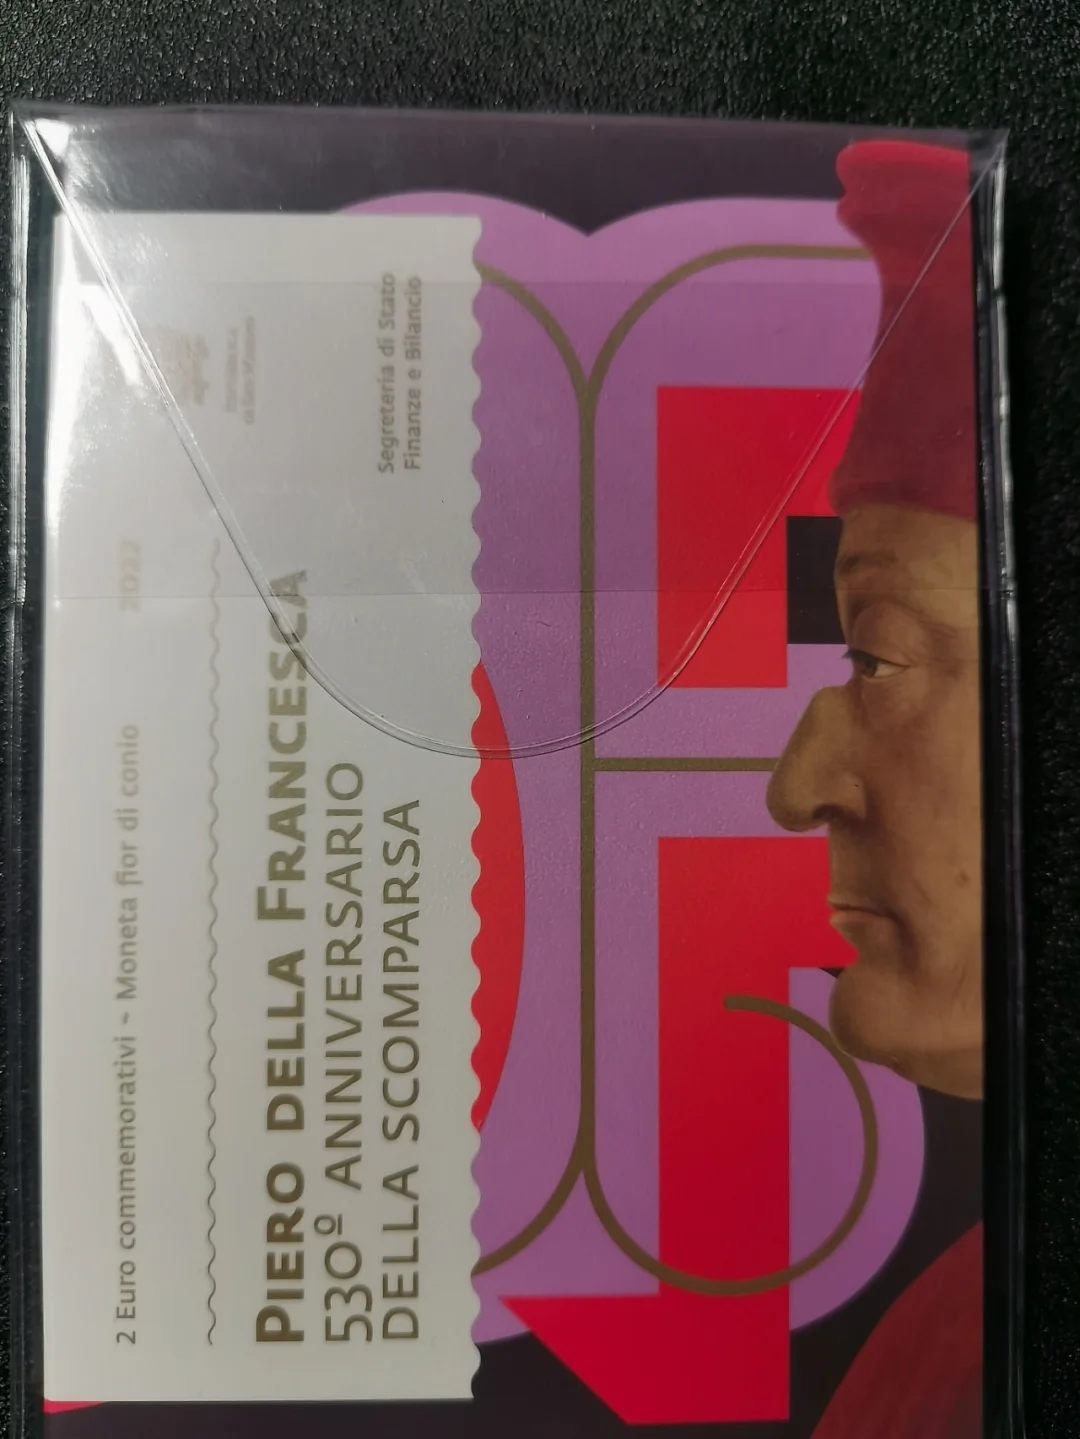 2 Euro commemorativi ~ Moneta fior di conio 2022
PIERO DELLA FRANCESCA
530º ANNIVERSARIO
DELLA SCOMPARSA
Segreteria di Stato
Finanze e Bilancio